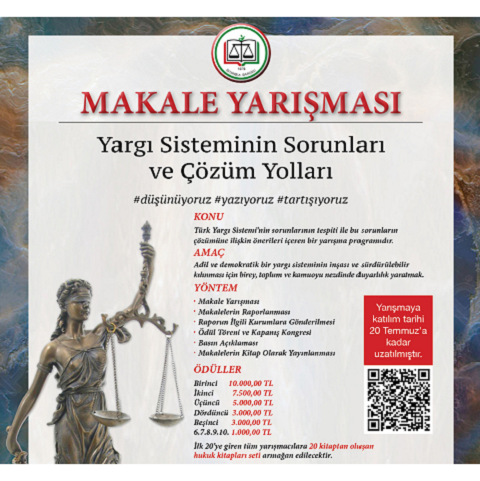 1878
İSTANBUL BAROSU
MAKALE YARIŞMASI
Yargı Sisteminin Sorunları
ve Çözüm Yolları
#düşünüyoruz #yazıyoruz #tartışıyoruz
KONU
Türk Yargı Sistemi'nin sorunlarının tespiti ile bu sorunların
çözümüne ilişkin önerileri içeren bir yarışma programıdır.
AMAÇ
Adil ve demokratik bir yargı sisteminin inşası ve sürdürülebilir
kılınması için birey, toplum ve kamuoyu nezdinde duyarlılık yaratmak.
YÖNTEM
· Makale Yarışması
· Makalelerin Raporlanması
· Raporun İlgili Kurumlara Gönderilmesi
· Ödül Töreni ve Kapanış Kongresi
· Basın Açıklaması
· Makalelerin Kitap Olarak Yayınlanması
Yarışmaya
katılım tarihi
20 Temmuz'a
kadar
uzatılmıştır.
ÖDÜLLER
Birinci 10.000,00 TL
İkinci 7.500,00 TL
Üçüncü 5.000,00 TL
Dördüncü 3.000,00 TL
Beşinci 3.000,00 TL
6.7.8.9.10. 1.000,00 TL
İlk 20'ye giren tüm yarışmacılara 20 kitaptan oluşan
hukuk kitapları seti armağan edilecektir.